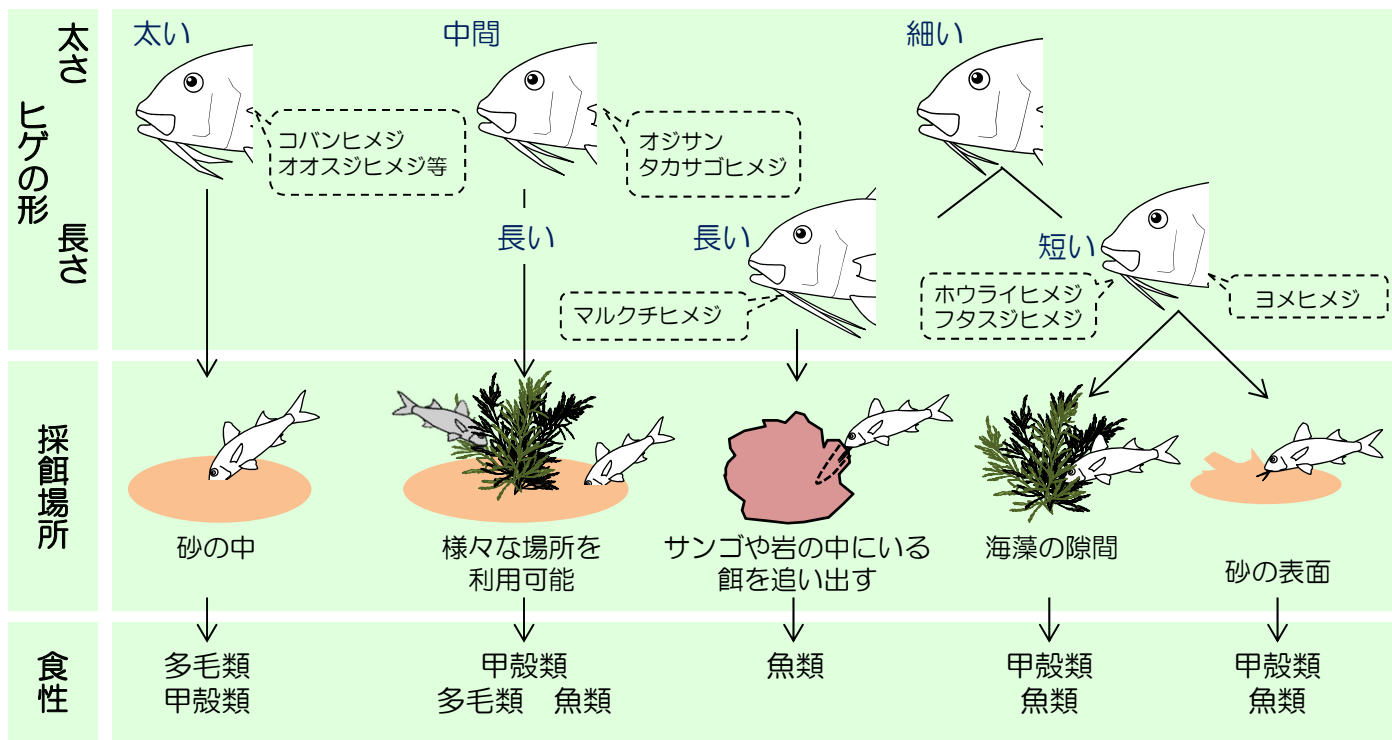 ヒゲの形
太さ
長さ
太い
中間
細い
コバンヒメジ
オオスジヒメジ等
オジサン
タカサゴヒメジ
長い
長い
短い
マルクチヒメジ
ホウライヒメジ
フタスジヒメジ
ヨメヒメジ
採餌場所
砂の中
様々な場所を
利用可能
サンゴや岩の中にいる
餌を追い出す
海藻の隙間
砂の表面
食性
多毛類
甲殻類
甲殻類
多毛類　魚類
魚類
甲殻類
魚類
甲殻類
魚類